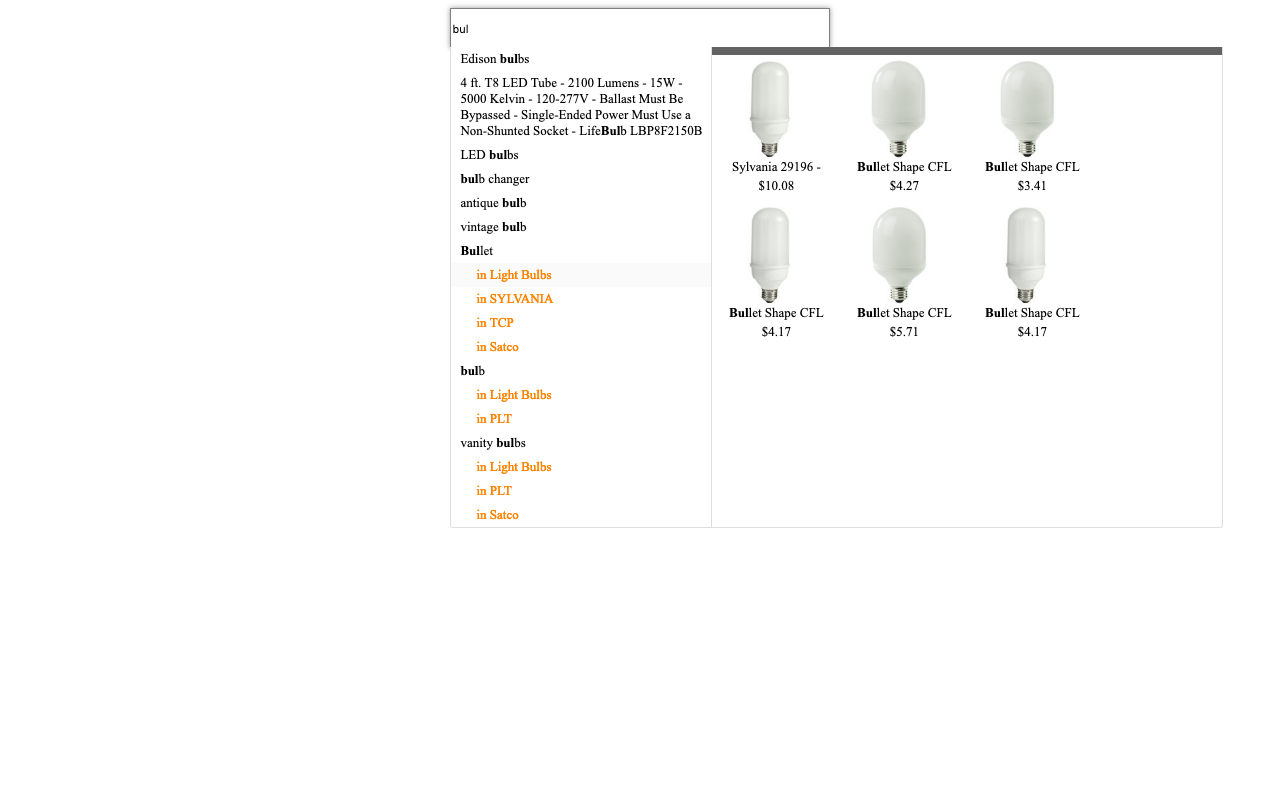 bul
Edison bulbs
4 ft. T8 LED Tube - 2100 Lumens - 15W -
5000 Kelvin - 120-277V - Ballast Must Be
Bypassed - Single-Ended Power Must Use a
Non-Shunted Socket - LifeBulb LBP8F2150B
LED bulbs
bulb changer
antique bulb
vintage bulb
Bullet
in Light Bulbs
in SYLVANIA
in TCP
in Satco
bulb
in Light Bulbs
in PLT
vanity bulbs
in Light Bulbs
in PLT
in Satco
Sylvania 29196 -
$10.08
Bullet Shape CFL
$4.27
Bullet Shape CFL
$3.41
Bullet Shape CFL
$4.17
Bullet Shape CFL
$5.71
Bullet Shape CFL
$4.17